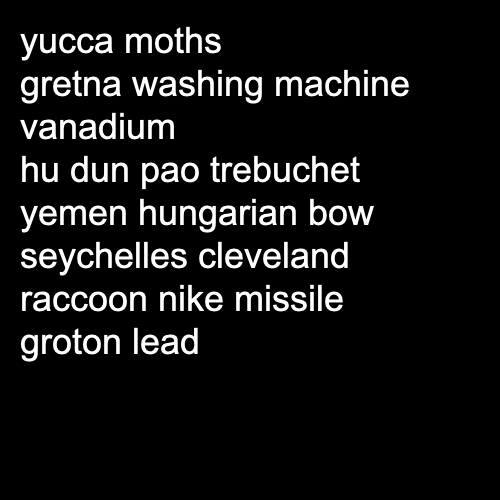 yucca moths
gretna washing machine
vanadium
hu dun pao trebuchet
yemen hungarian bow
seychelles cleveland
raccoon nike missile
groton lead